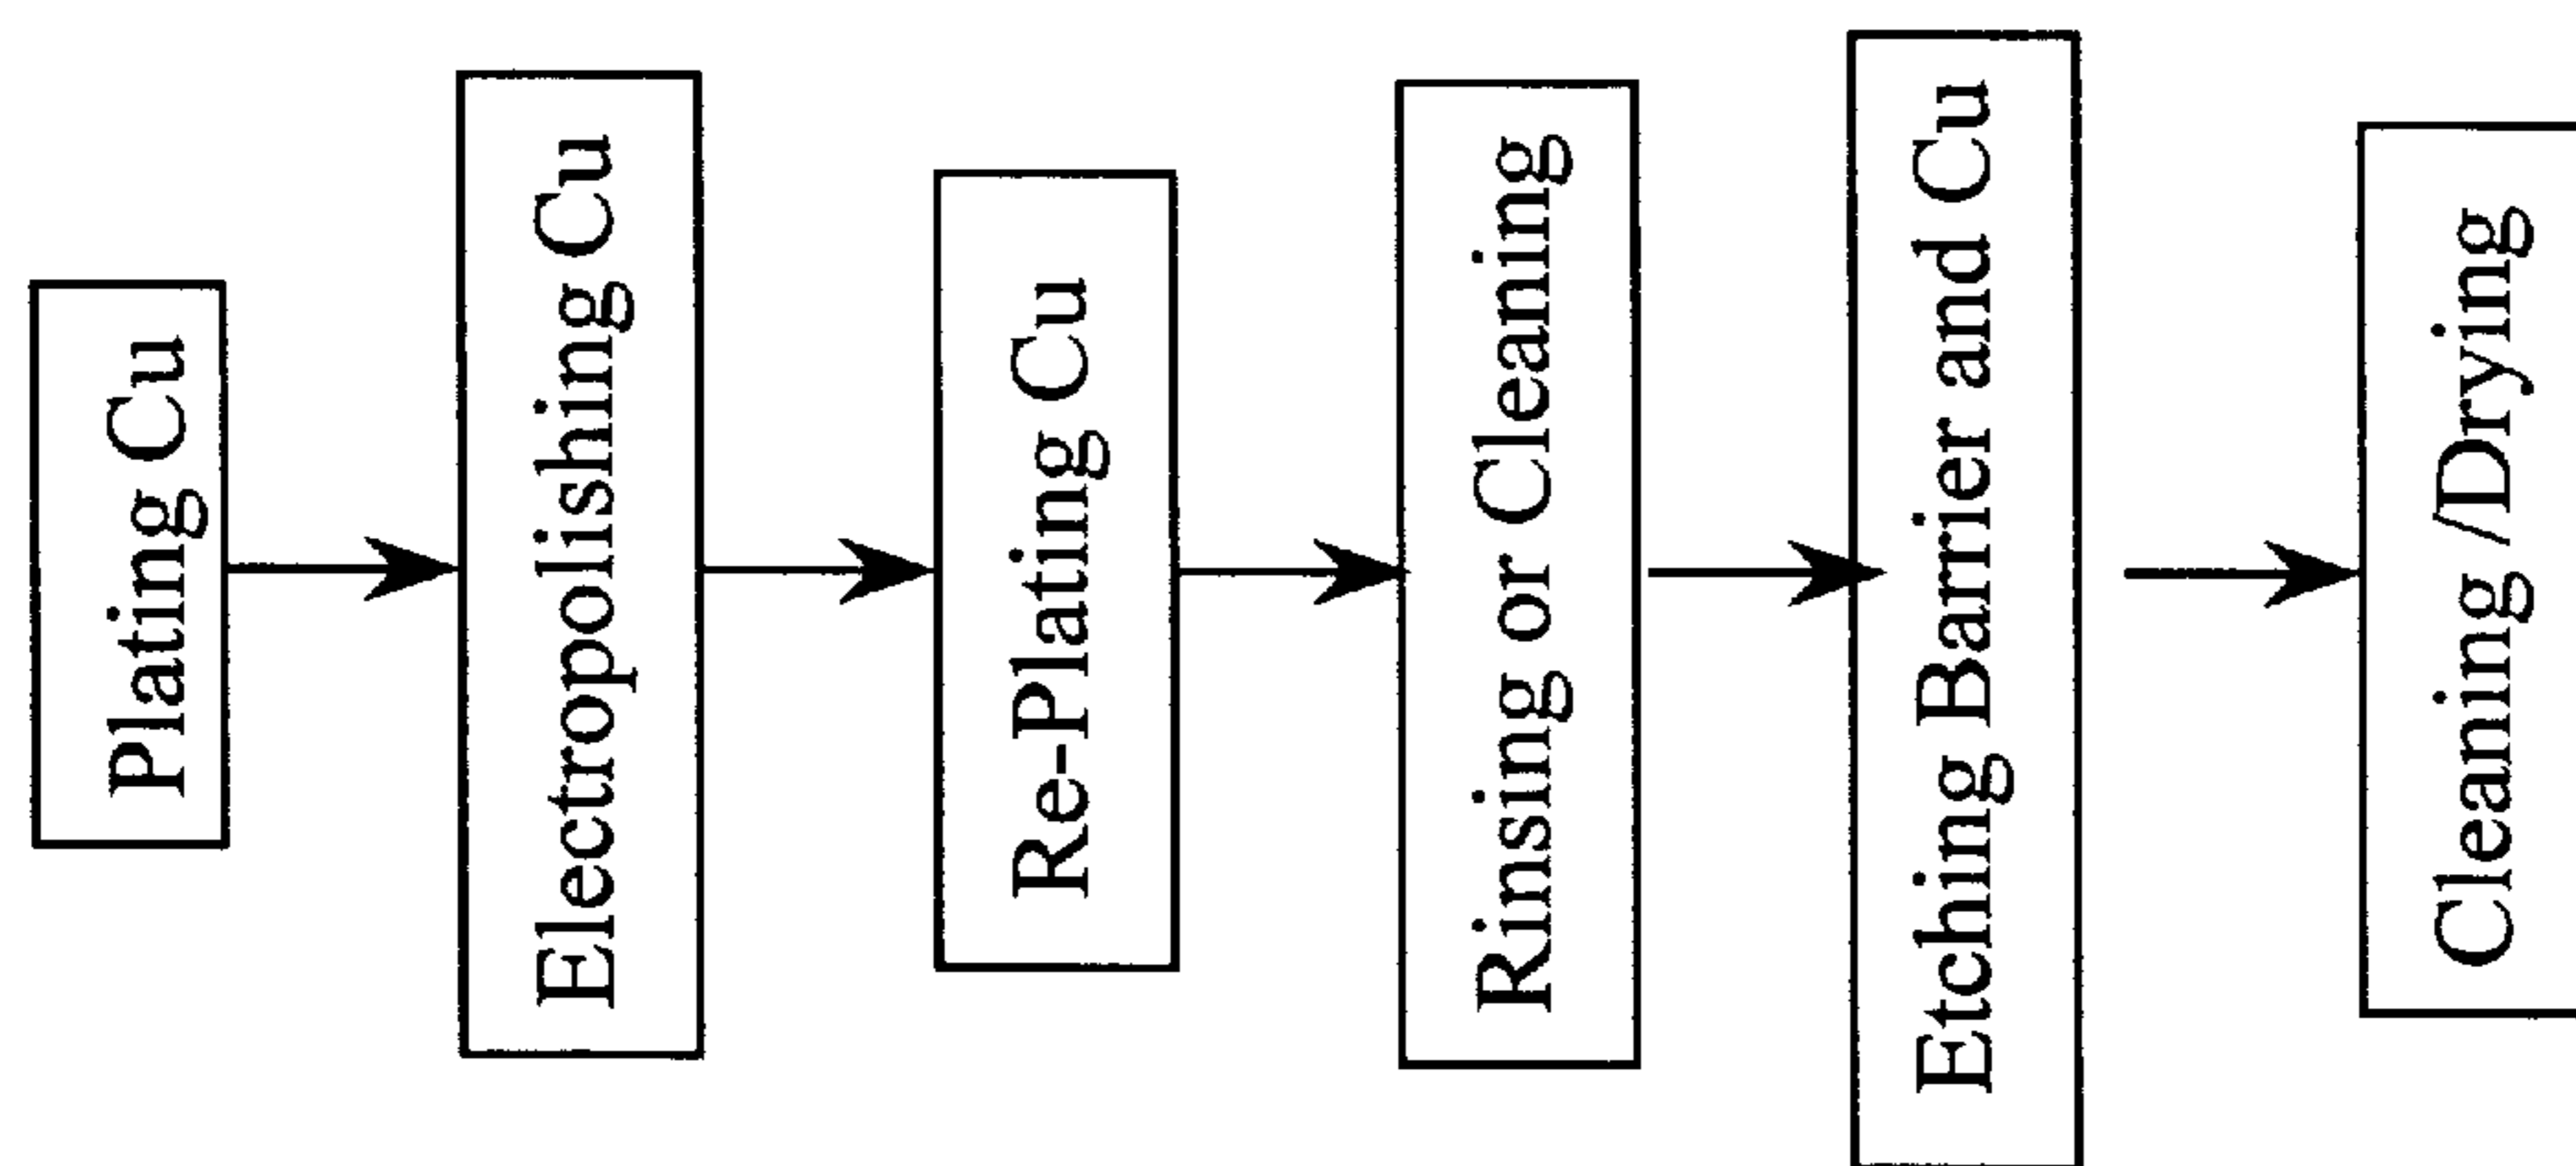 Plating Cu
Electropolishing Cu
Re-Plating Cu
Rinsing or Cleaning
Etching Barrier and Cu
Cleaning /Drying